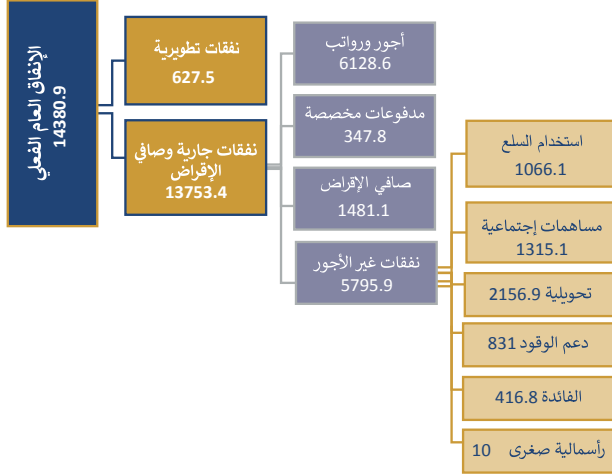 الإنفاق العام الفعلي
14380.9
نفقات تطويرية
627.5
نفقات جارية وصافي
الإقراض
13753.4
أجور ورواتب
6128.6
مدفوعات مخصصة
347.8
صافي الإقراض
1481.1
نفقات غير الأجور
5795.9
استخدام السلع
1066.1
مساهمات إجتماعية
1315.1
تحويلية 2156.9
دعم الوقود 831
الفائدة 416.8
رأسمالية صغرى 10